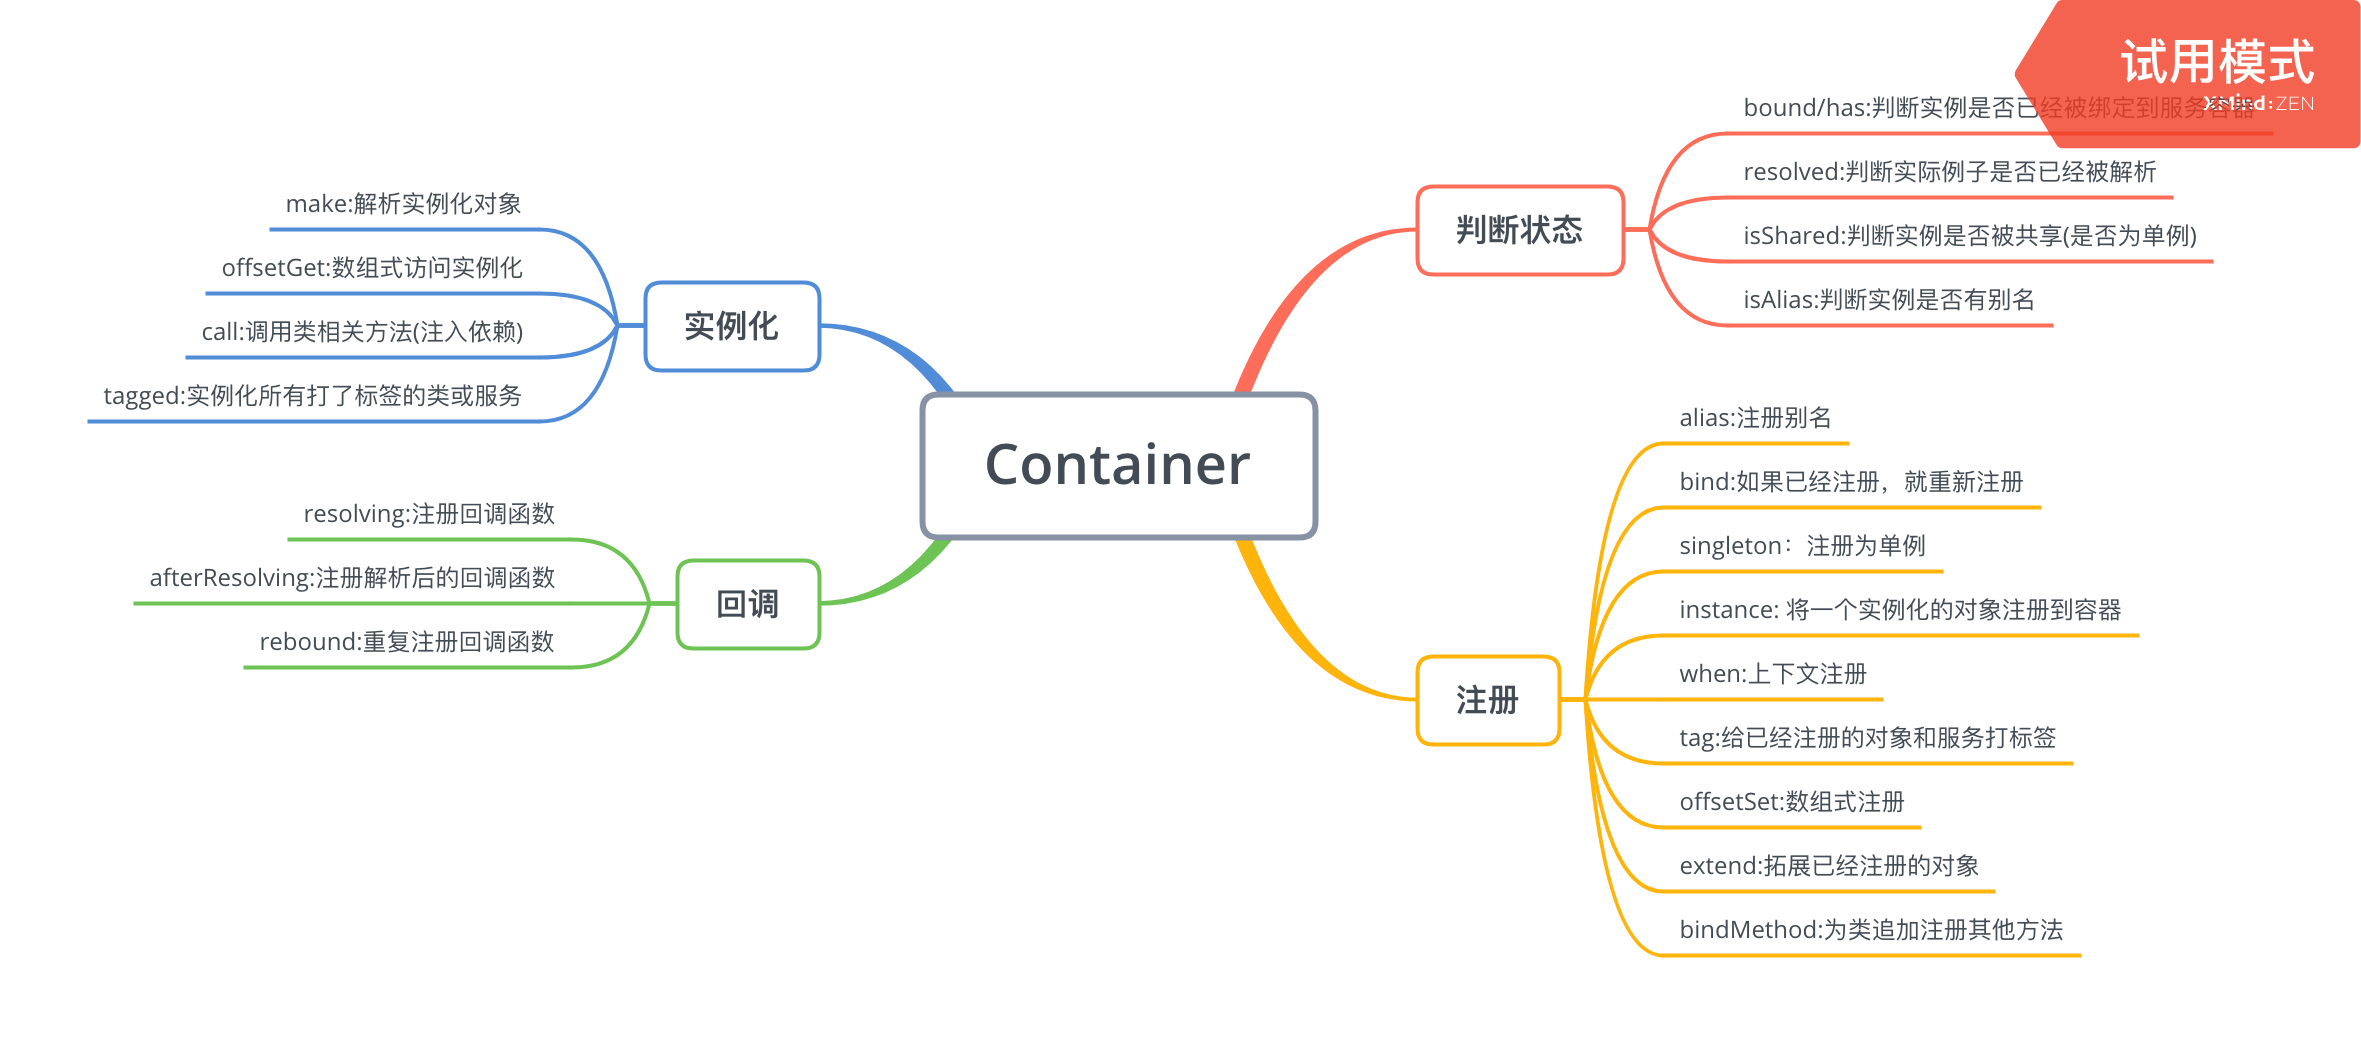 试用模式
XMind:ZEN
Container
判断状态
bound/has:判断实例是否已经被绑定到服务容器
resolved:判断实际例子是否已经被解析
isShared:判断实例是否被共享(是否为单例)
isAlias:判断实例是否有别名
注册
alias:注册别名
bind:如果已经注册，就重新注册
singleton：注册为单例
instance: 将一个实例化的对象注册到容器
when:上下文注册
tag:给已经注册的对象和服务打标签
offsetSet:数组式注册
extend:拓展已经注册的对象
bindMethod:为类追加注册其他方法
实例化
make:解析实例化对象
offsetGet:数组式访问实例化
call:调用类相关方法(注入依赖)
tagged:实例化所有打了标签的类或服务
回调
resolving:注册回调函数
afterResolving:注册解析后的回调函数
rebound:重复注册回调函数